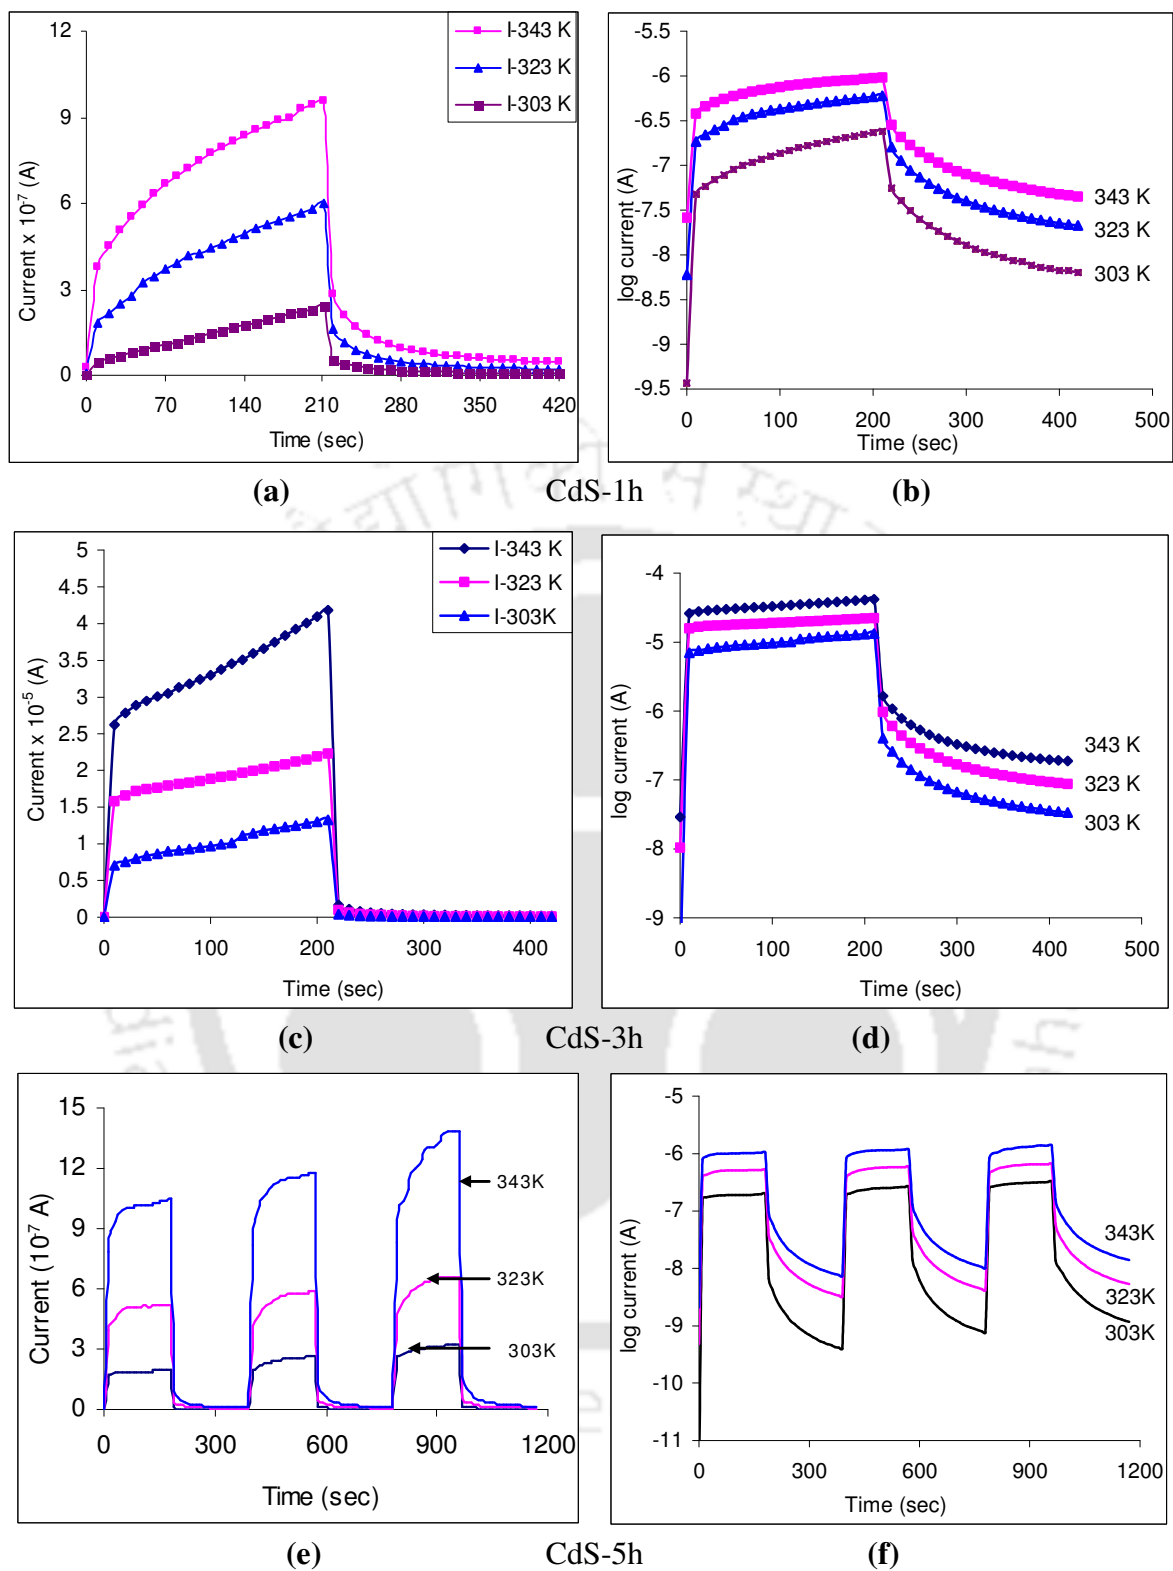 12
9
6
3
0
Current x 10-7 (A)
0 70 140 210 280 350 420
Time (sec)
I-343 K
I-323 K
I-303 K
-5.5
-6
-6.5
-7
-7.5
-8
-8.5
-9
-9.5
log current (A)
0 100 200 300 400 500
Time (sec)
343 K
323 K
303 K
(a) CdS-1h (b)
5
4.5
4
3.5
3
2.5
2
1.5
1
0.5
0
Current x 10-5 (A)
0 100 200 300 400
Time (sec)
I-343 K
I-323 K
I-303K
-4
-5
-6
-7
-8
-9
log current (A)
0 100 200 300 400 500
Time (sec)
343 K
323 K
303 K
(c) CdS-3h (d)
15
12
9
6
3
0
Current (10-7 A)
0 300 600 900 1200
Time (sec)
343K
323K
303K
-5
-6
-7
-8
-9
-10
-11
log current (A)
0 300 600 900 1200
Time (sec)
343K
323K
303K
(e) CdS-5h (f)